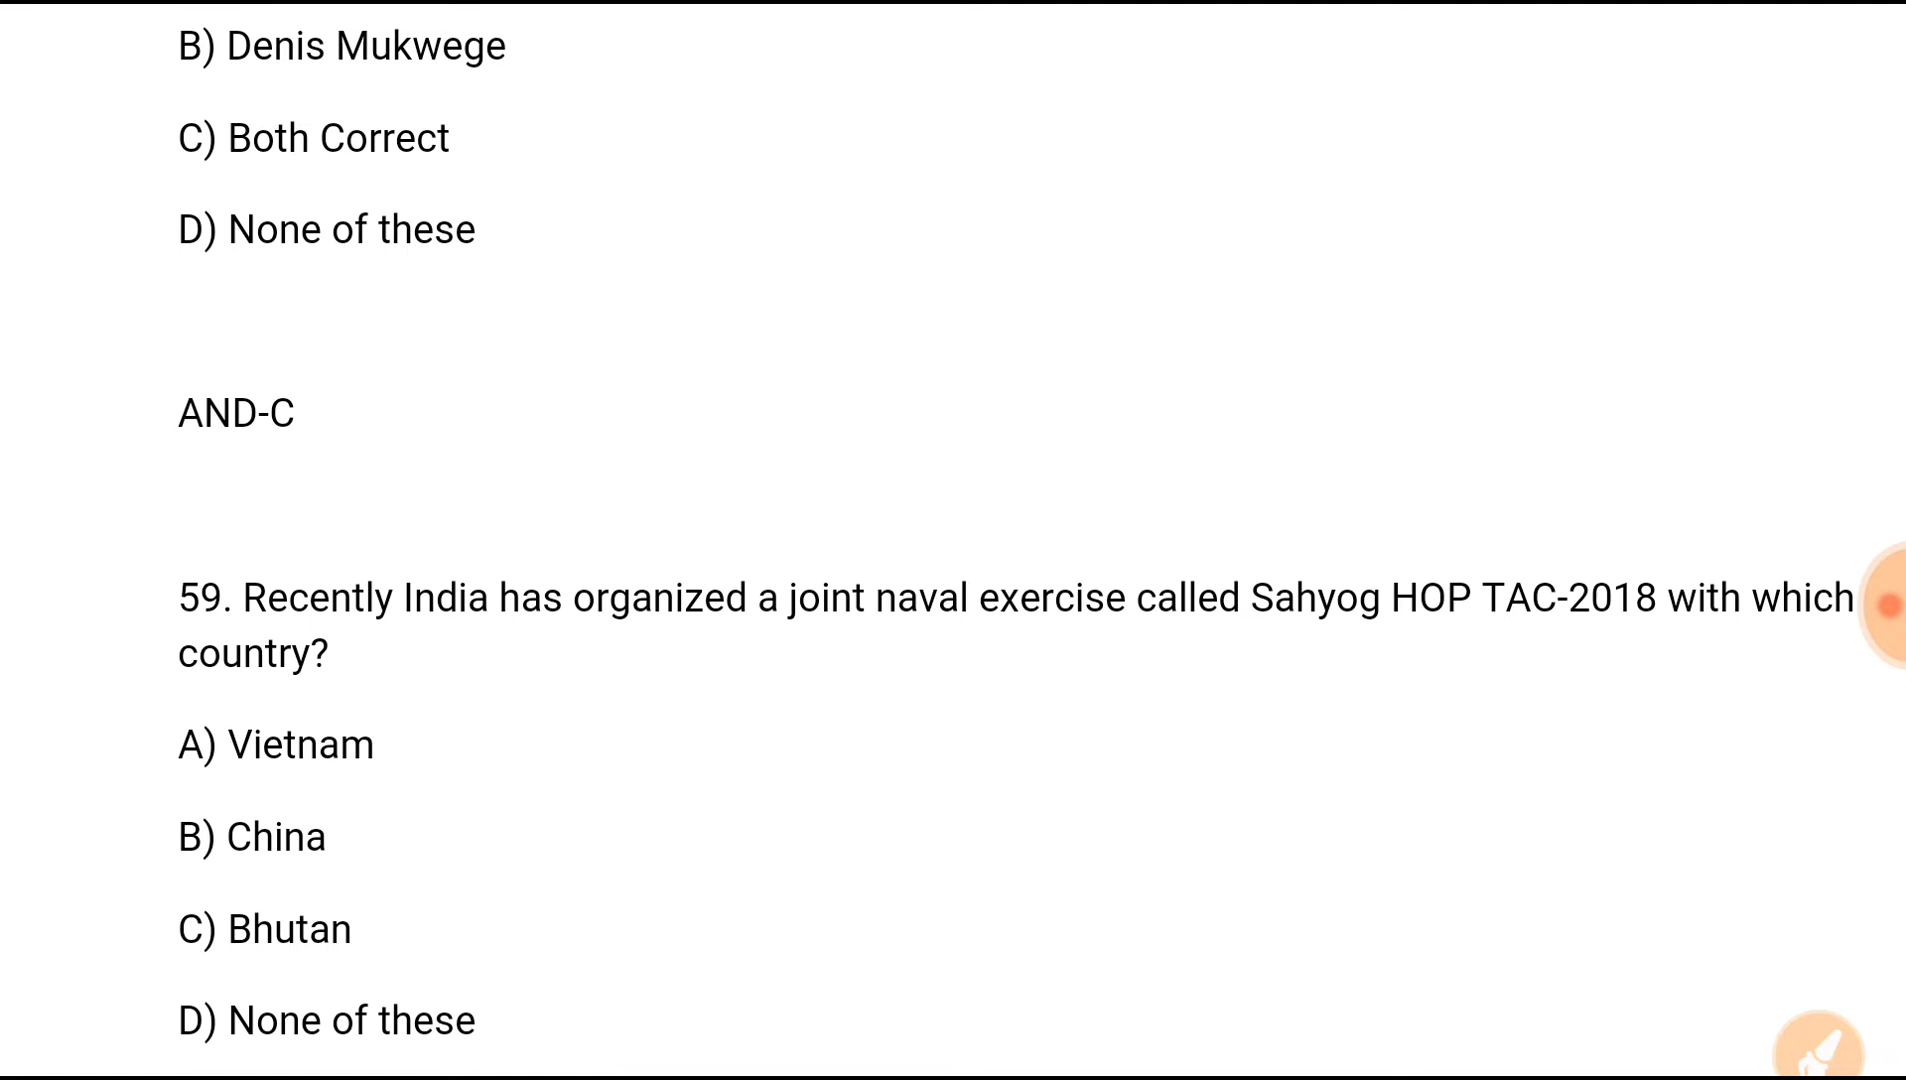 B) Denis Mukwege
C) Both Correct
D) None of these
AND-C
59. Recently India has organized a joint naval exercise called Sahyog HOP TAC-2018 with which
country?
A) Vietnam
B) China
C) Bhutan
D) None of these